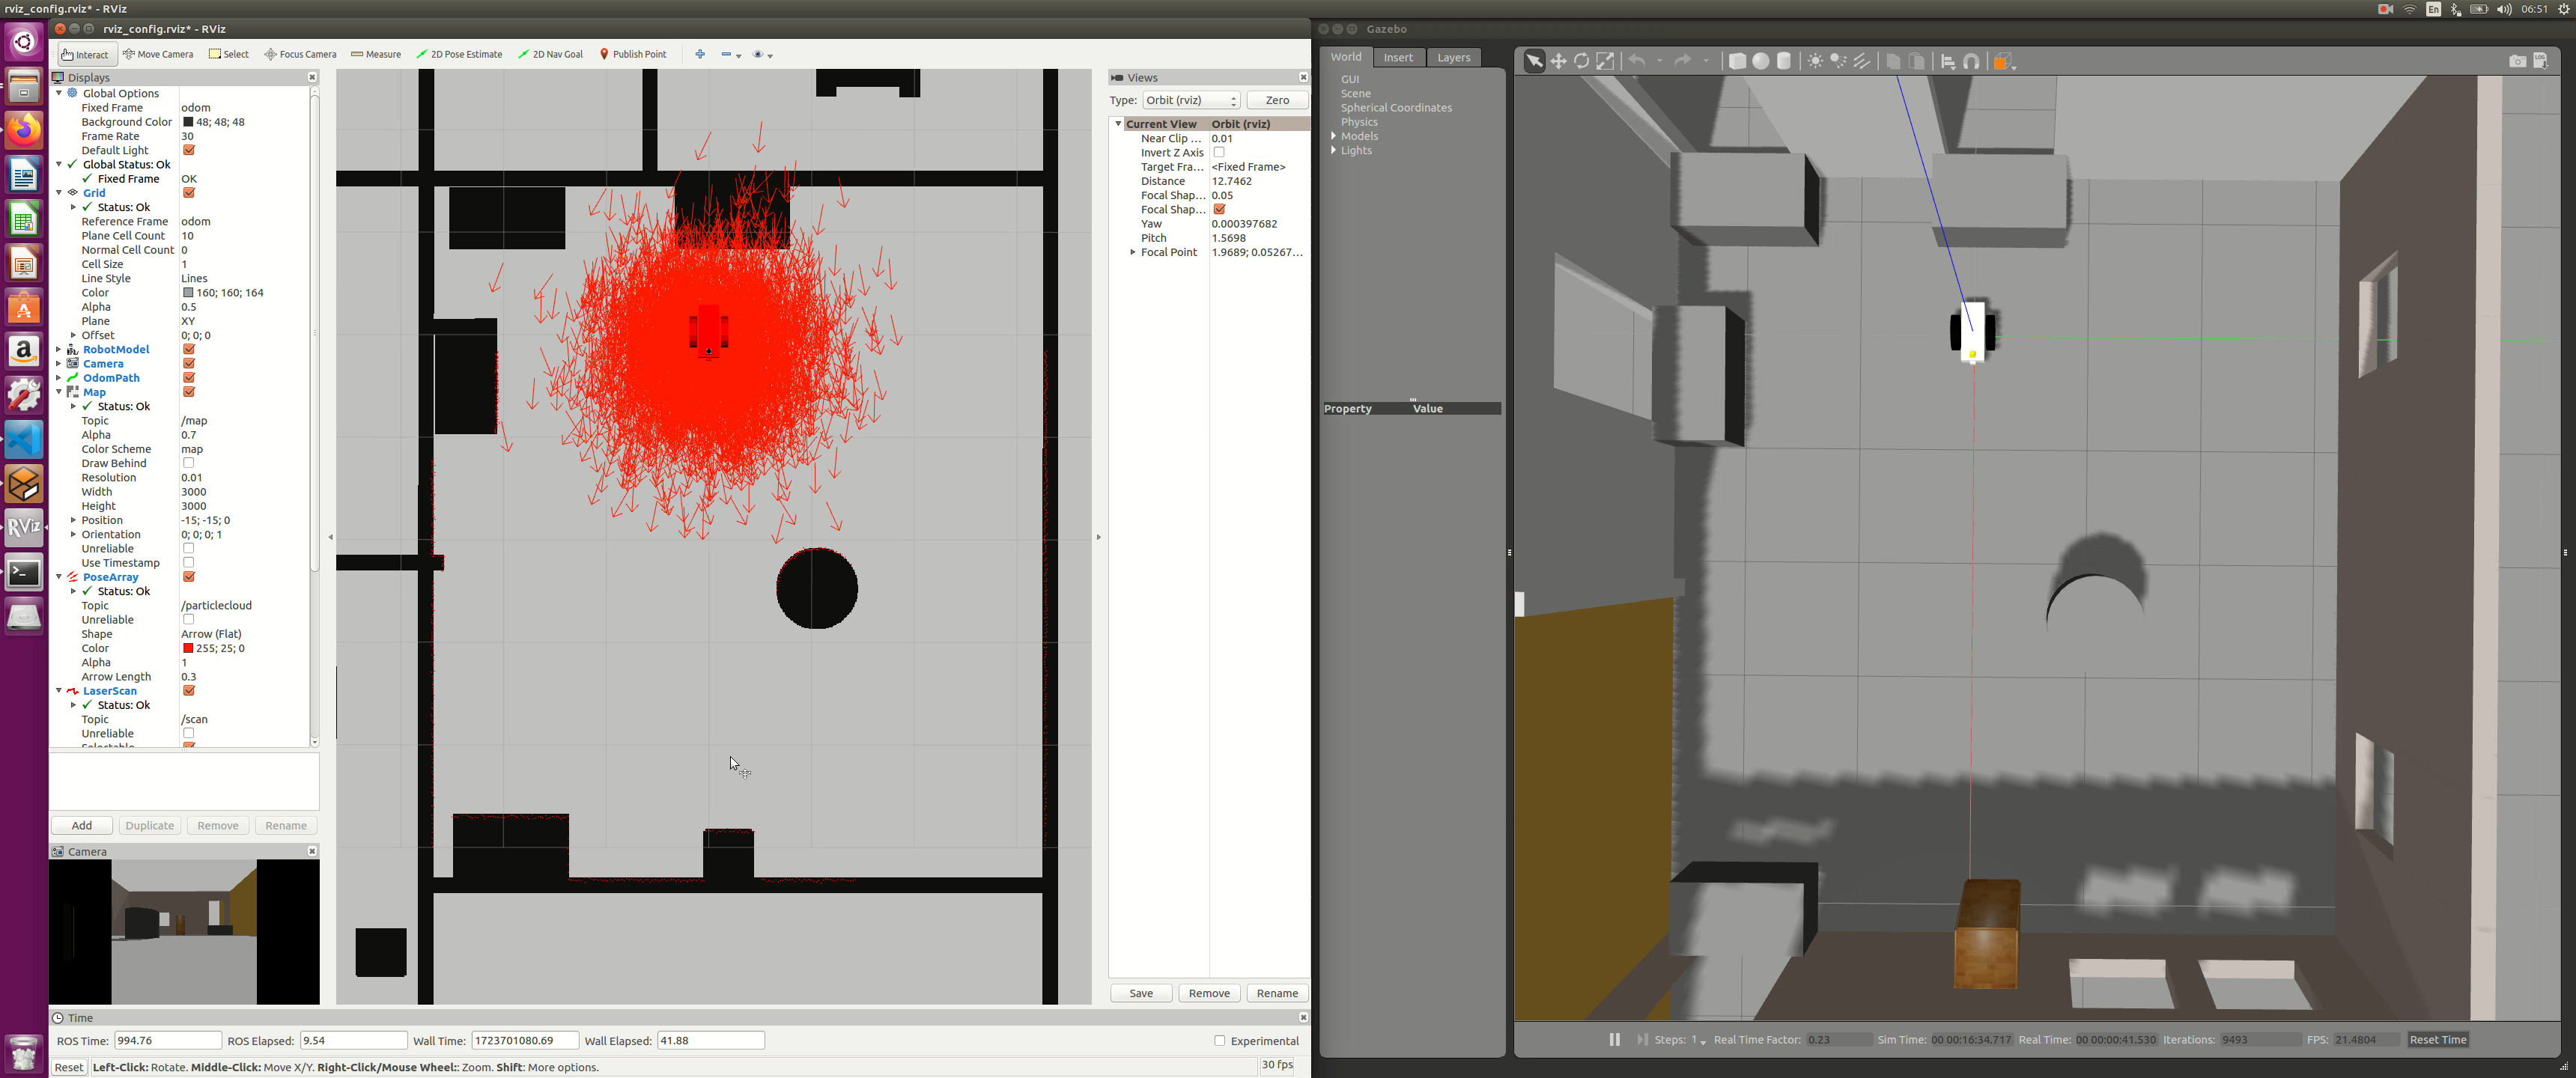 rviz_config.rviz* - RViz
En
06:51
rviz_config.rviz* - RViz
Interact Move Camera Select Focus Camera Measure 2D Pose Estimate 2D Nav Goal Publish Point
Displays
Global Options
Fixed Frame odom
Background Color 48; 48; 48
Frame Rate 30
Default Light
Global Status: Ok
Fixed Frame OK
Grid
Status: Ok
Reference Frame odom
Plane Cell Count 10
Normal Cell Count 0
Cell Size 1
Line Style Lines
Color 160; 160; 164
Alpha 0.5
Plane XY
Offset 0; 0; 0
RobotModel
Camera
OdomPath
Map
Status: Ok
Topic /map
Alpha 0.7
Color Scheme map
Draw Behind
Resolution 0.01
Width 3000
Height 3000
Position -15; -15; 0
Orientation 0; 0; 0; 1
Unreliable
Use Timestamp
PoseArray
Status: Ok
Topic /particlecloud
Unreliable
Shape Arrow (Flat)
Color 255; 25; 0
Alpha 1
Arrow Length 0.3
LaserScan
Status: Ok
Topic /scan
Unreliable
Add Duplicate Remove Rename
Camera
Views
Type: Orbit (rviz) Zero
Current View Orbit (rviz)
Near Clip ... 0.01
Invert Z Axis
Target Fra... <Fixed Frame>
Distance 12.7462
Focal Shap... 0.05
Focal Shap...
Yaw 0.000397682
Pitch 1.5698
Focal Point 1.9689; 0.05267...
Save Remove Rename
Time
ROS Time: 994.76 ROS Elapsed: 9.54 Wall Time: 1723701080.69 Wall Elapsed: 41.88 Experimental
Reset Left-Click: Rotate. Middle-Click: Move X/Y. Right-Click/Mouse Wheel:: Zoom. Shift: More options. 30 fps
Gazebo
World Insert Layers
GUI
Scene
Spherical Coordinates
Physics
Models
Lights
Property Value
LOG
Steps: 1 Real Time Factor: 0.23 Sim Time: 00 00:16:34.717 Real Time: 00 00:00:41.530 Iterations: 9493 FPS: 21.4804 Reset Time
RViz